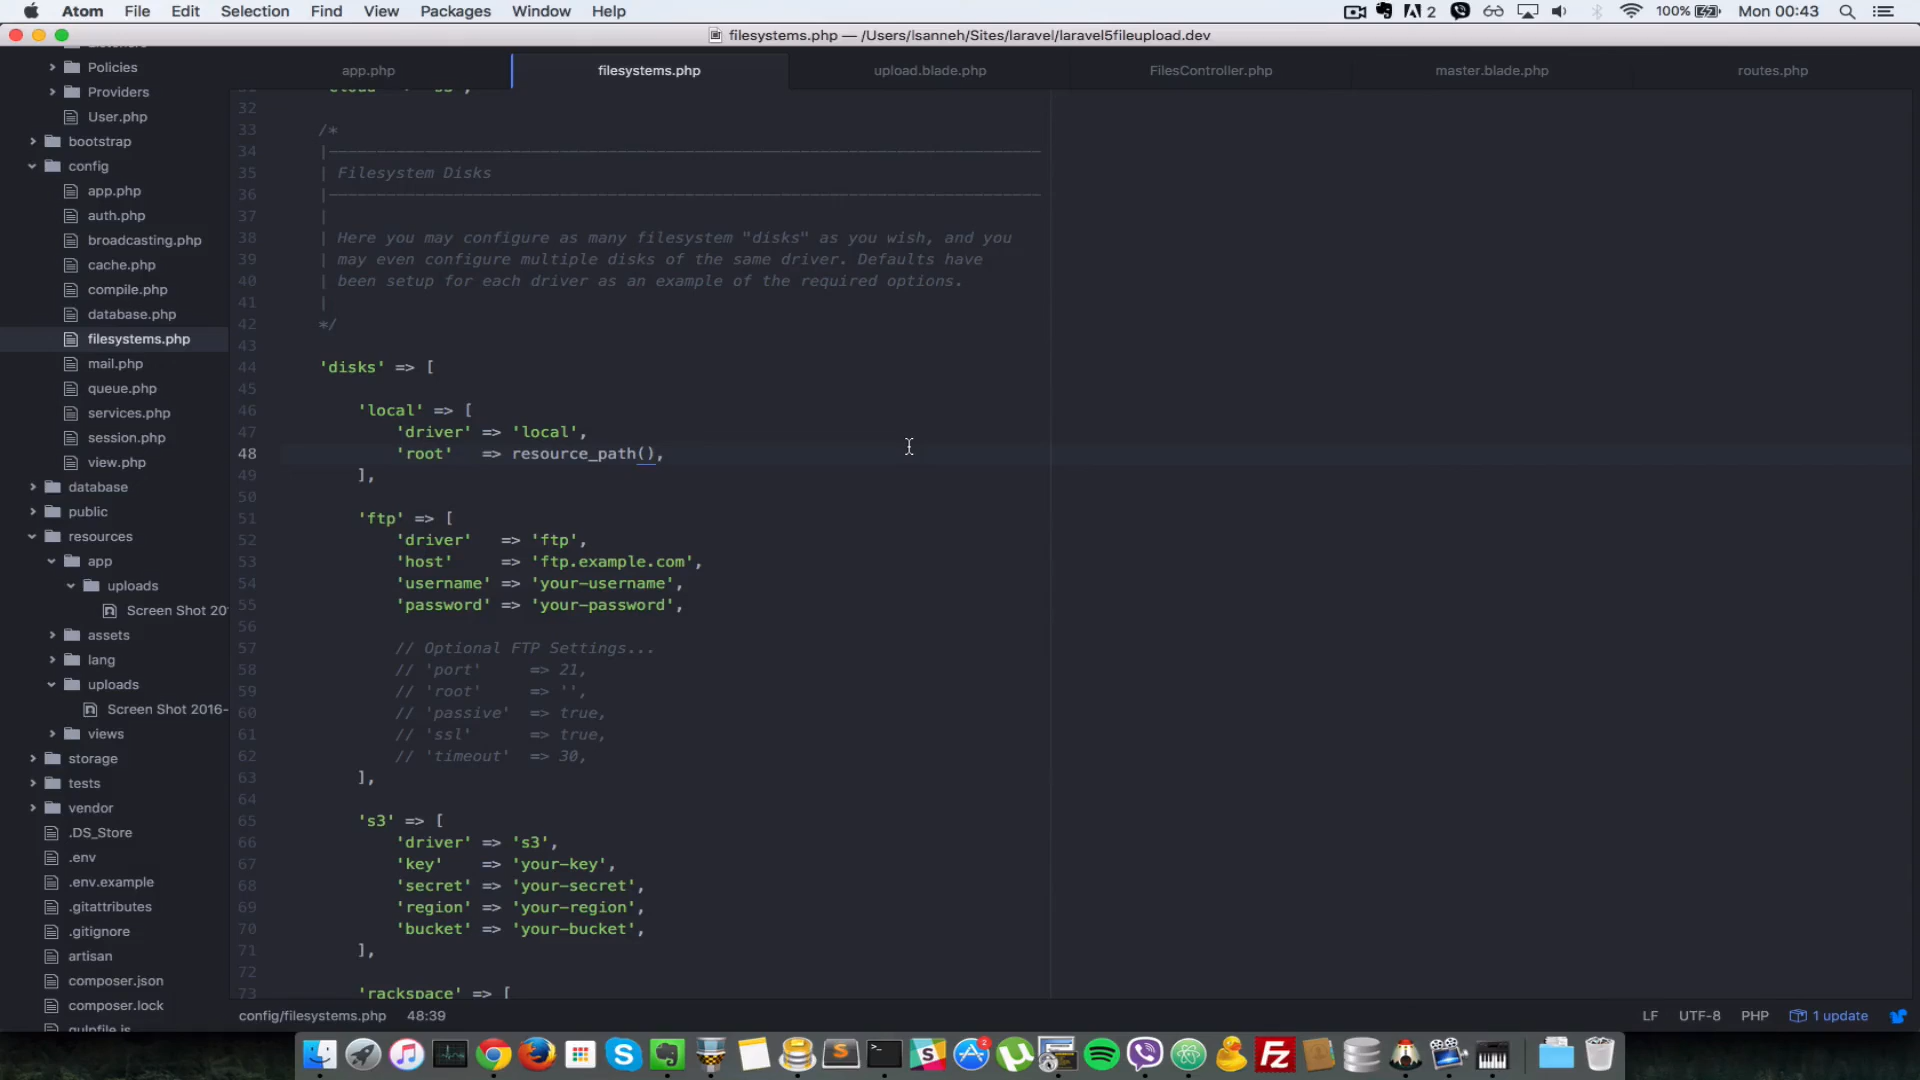 Atom File Edit Selection Find View Packages Window Help
2 100% Mon 00:43
filesystems.php — /Users/lsanneh/Sites/laravel/laravel5fileupload.dev
app.php filesystems.php upload.blade.php FilesController.php master.blade.php routes.php
Listeners
Policies
Providers
User.php
bootstrap
config
app.php
auth.php
broadcasting.php
cache.php
compile.php
database.php
filesystems.php
mail.php
queue.php
services.php
session.php
view.php
database
public
resources
app
uploads
Screen Shot 20
assets
lang
uploads
Screen Shot 2016-
views
storage
tests
vendor
.DS_Store
.env
.env.example
.gitattributes
.gitignore
artisan
composer.json
composer.lock
gulpfile.js
32
33 /*
34 |--------------------------------------------------------------------------
35 | Filesystem Disks
36 |--------------------------------------------------------------------------
37 |
38 | Here you may configure as many filesystem "disks" as you wish, and you
39 | may even configure multiple disks of the same driver. Defaults have
40 | been setup for each driver as an example of the required options.
41 |
42 */
43
44 'disks' => [
45
46 'local' => [
47 'driver' => 'local',
48 'root' => resource_path(),
49 ],
50
51 'ftp' => [
52 'driver' => 'ftp',
53 'host' => 'ftp.example.com',
54 'username' => 'your-username',
55 'password' => 'your-password',
56
57 // Optional FTP Settings...
58 // 'port' => 21,
59 // 'root' => '',
60 // 'passive' => true,
61 // 'ssl' => true,
62 // 'timeout' => 30,
63 ],
64
65 's3' => [
66 'driver' => 's3',
67 'key' => 'your-key',
68 'secret' => 'your-secret',
69 'region' => 'your-region',
70 'bucket' => 'your-bucket',
71 ],
72
73 'rackspace' => [
config/filesystems.php 48:39 LF UTF-8 PHP 1 update